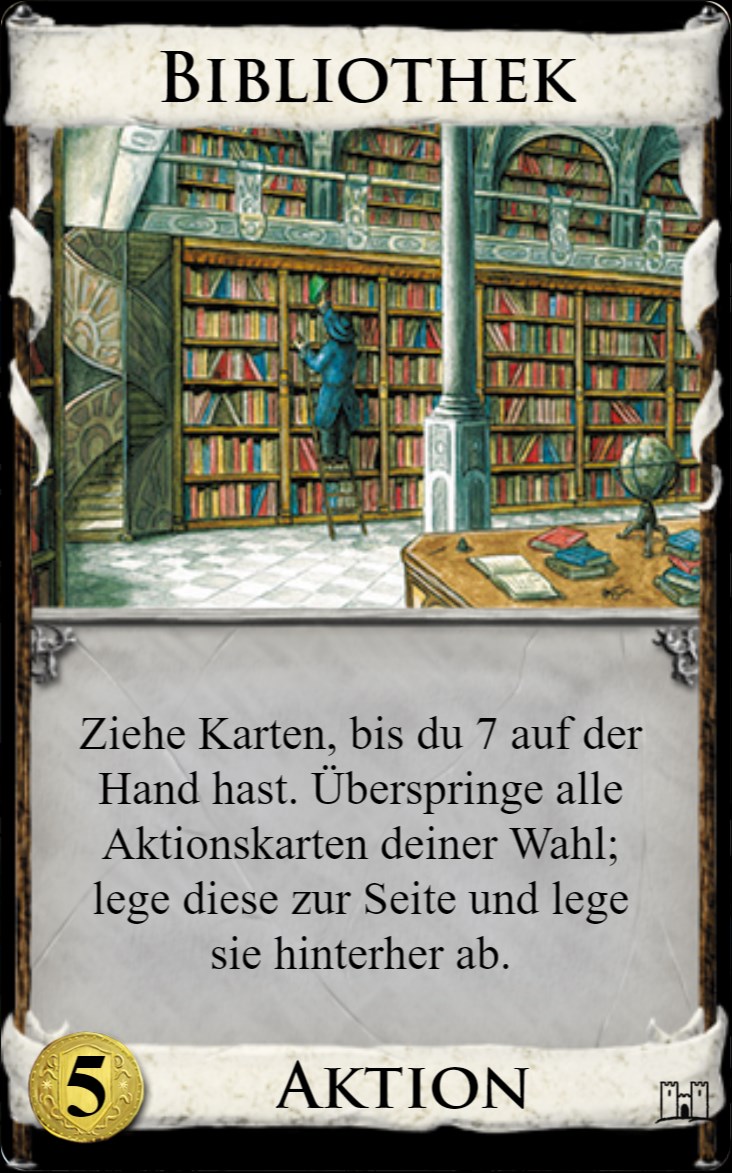 Bibliothek
Ziehe Karten, bis du 7 auf der
Hand hast. Überspringe alle
Aktionskarten deiner Wahl;
lege diese zur Seite und lege
sie hinterher ab.
5
Aktion